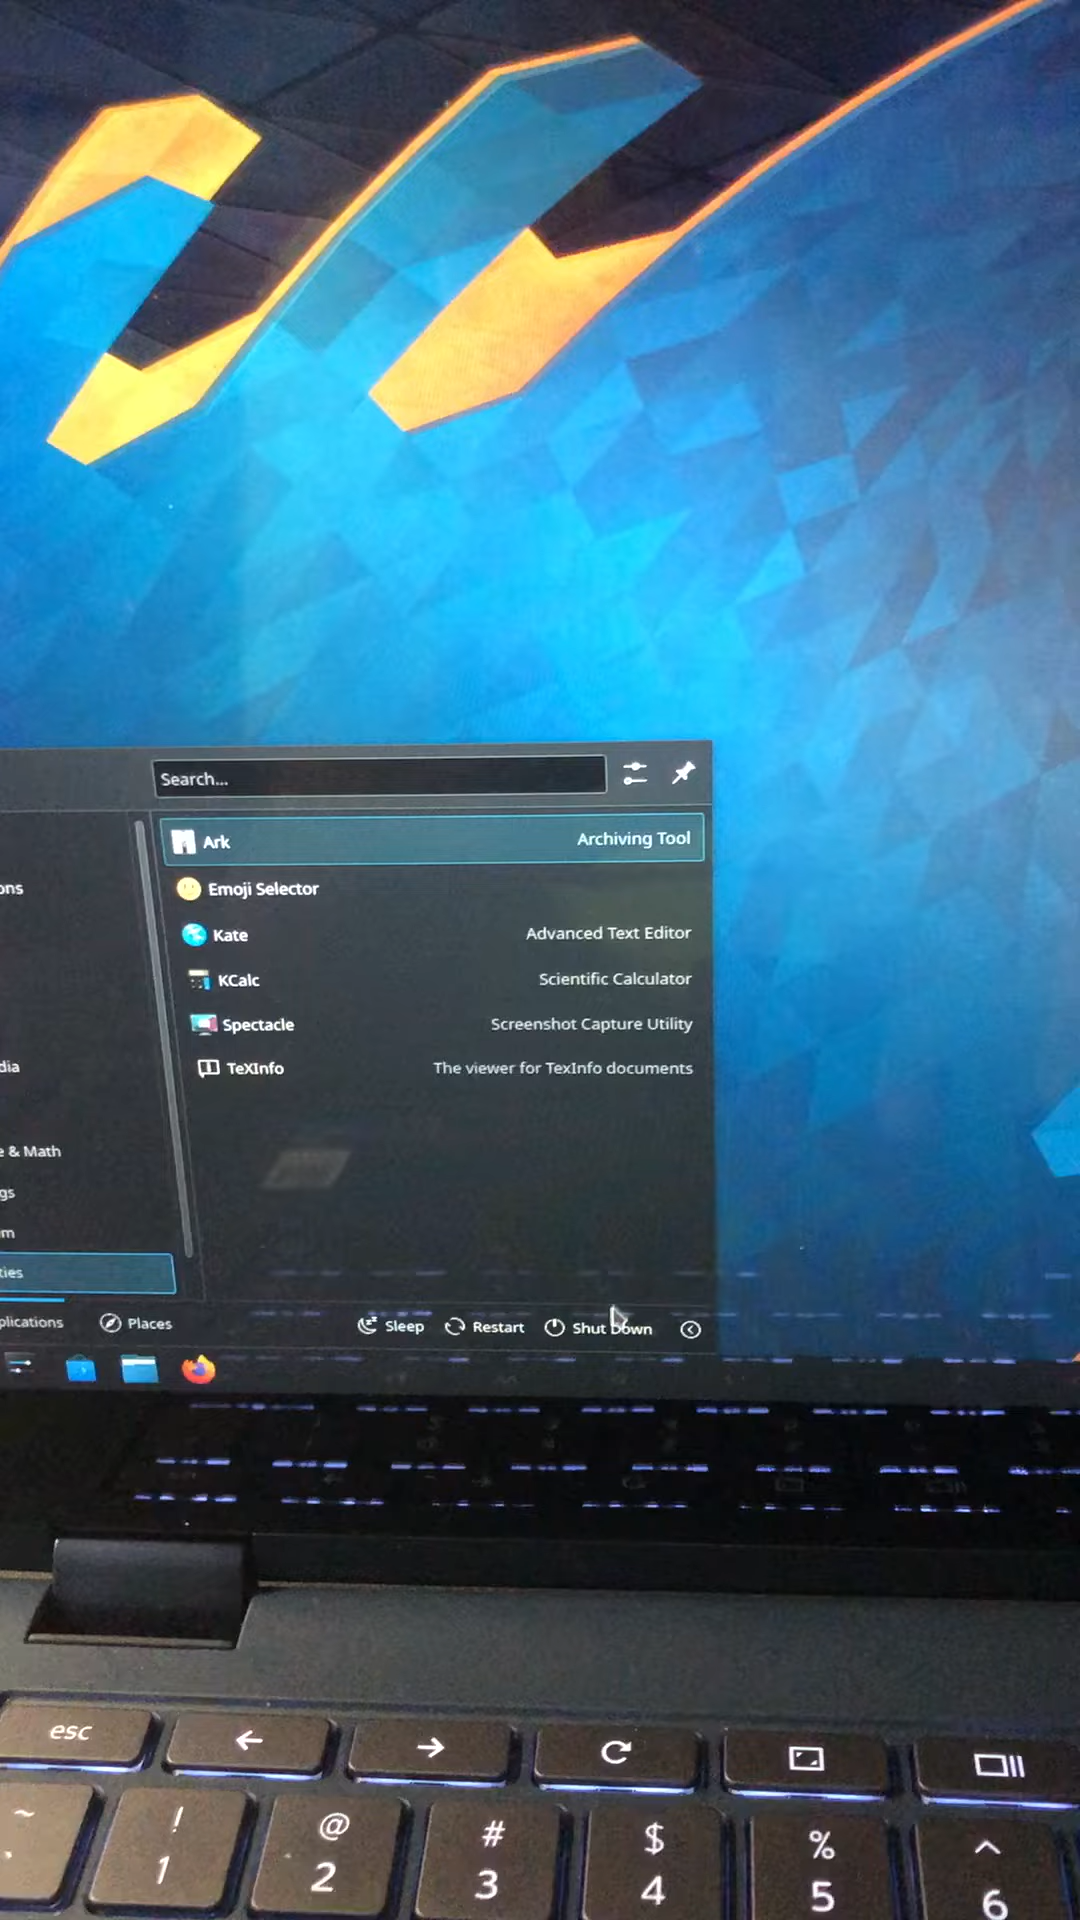 Search...
Ark Archiving Tool
ons Emoji Selector
Kate Advanced Text Editor
KCalc Scientific Calculator
Spectacle Screenshot Capture Utility
dia TeXInfo The viewer for TexInfo documents
e & Math
gs
m
ties
plications Places Sleep Restart Shut Down
esc
~ ! @ # $ % ^
1 2 3 4 5 6